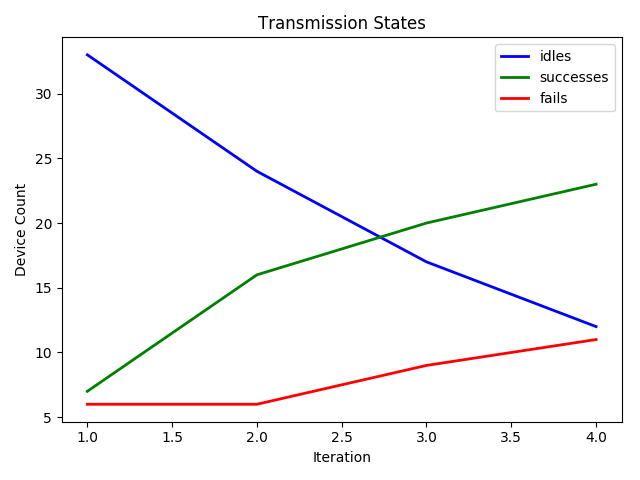 Transmission States
idles
successes
fails
30
25
20
15
10
5
Device Count
1.0 1.5 2.0 2.5 3.0 3.5 4.0
Iteration